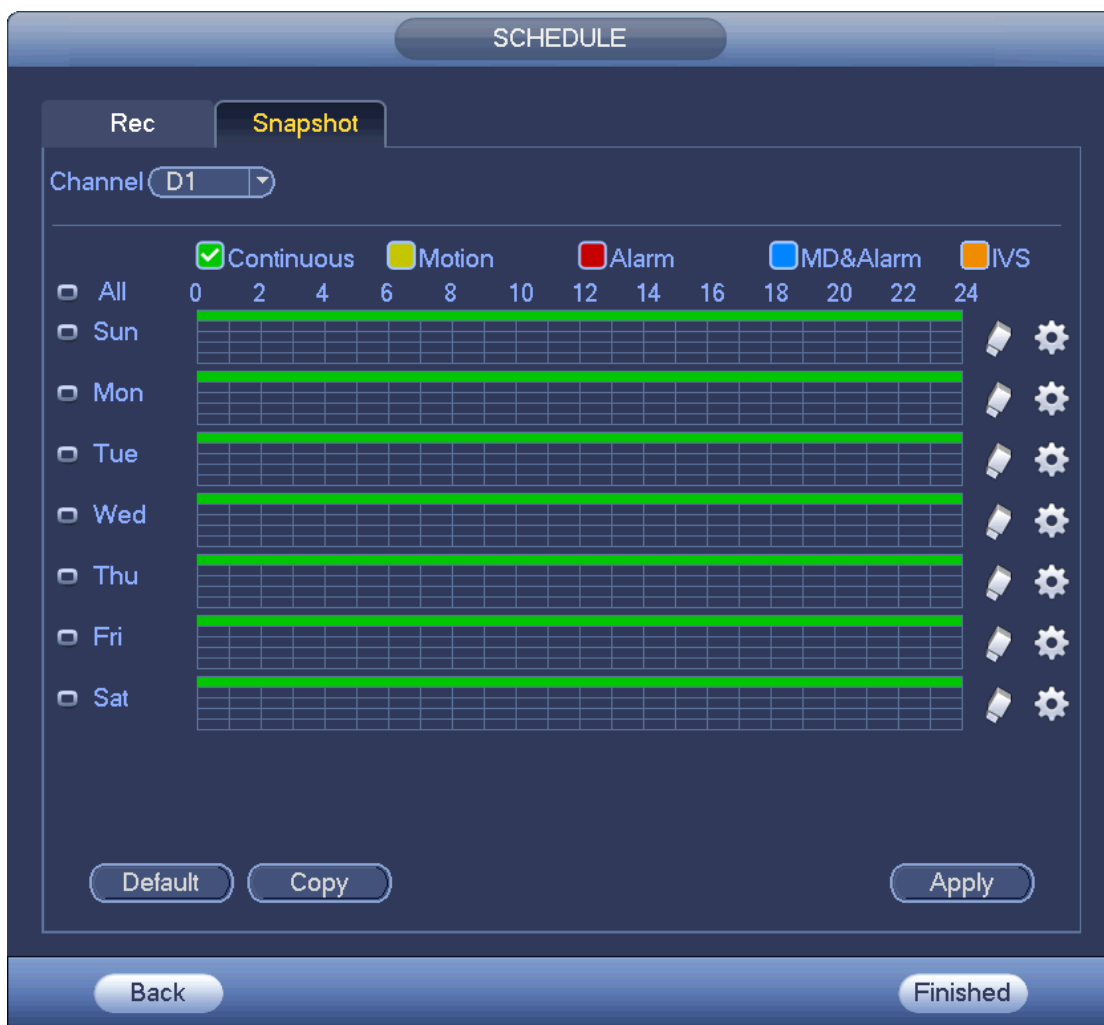 SCHEDULE
Rec Snapshot
Channel D1
Continuous Motion Alarm MD&Alarm IVS
All 0 2 4 6 8 10 12 14 16 18 20 22 24
Sun
Mon
Tue
Wed
Thu
Fri
Sat
Default Copy Apply
Back Finished